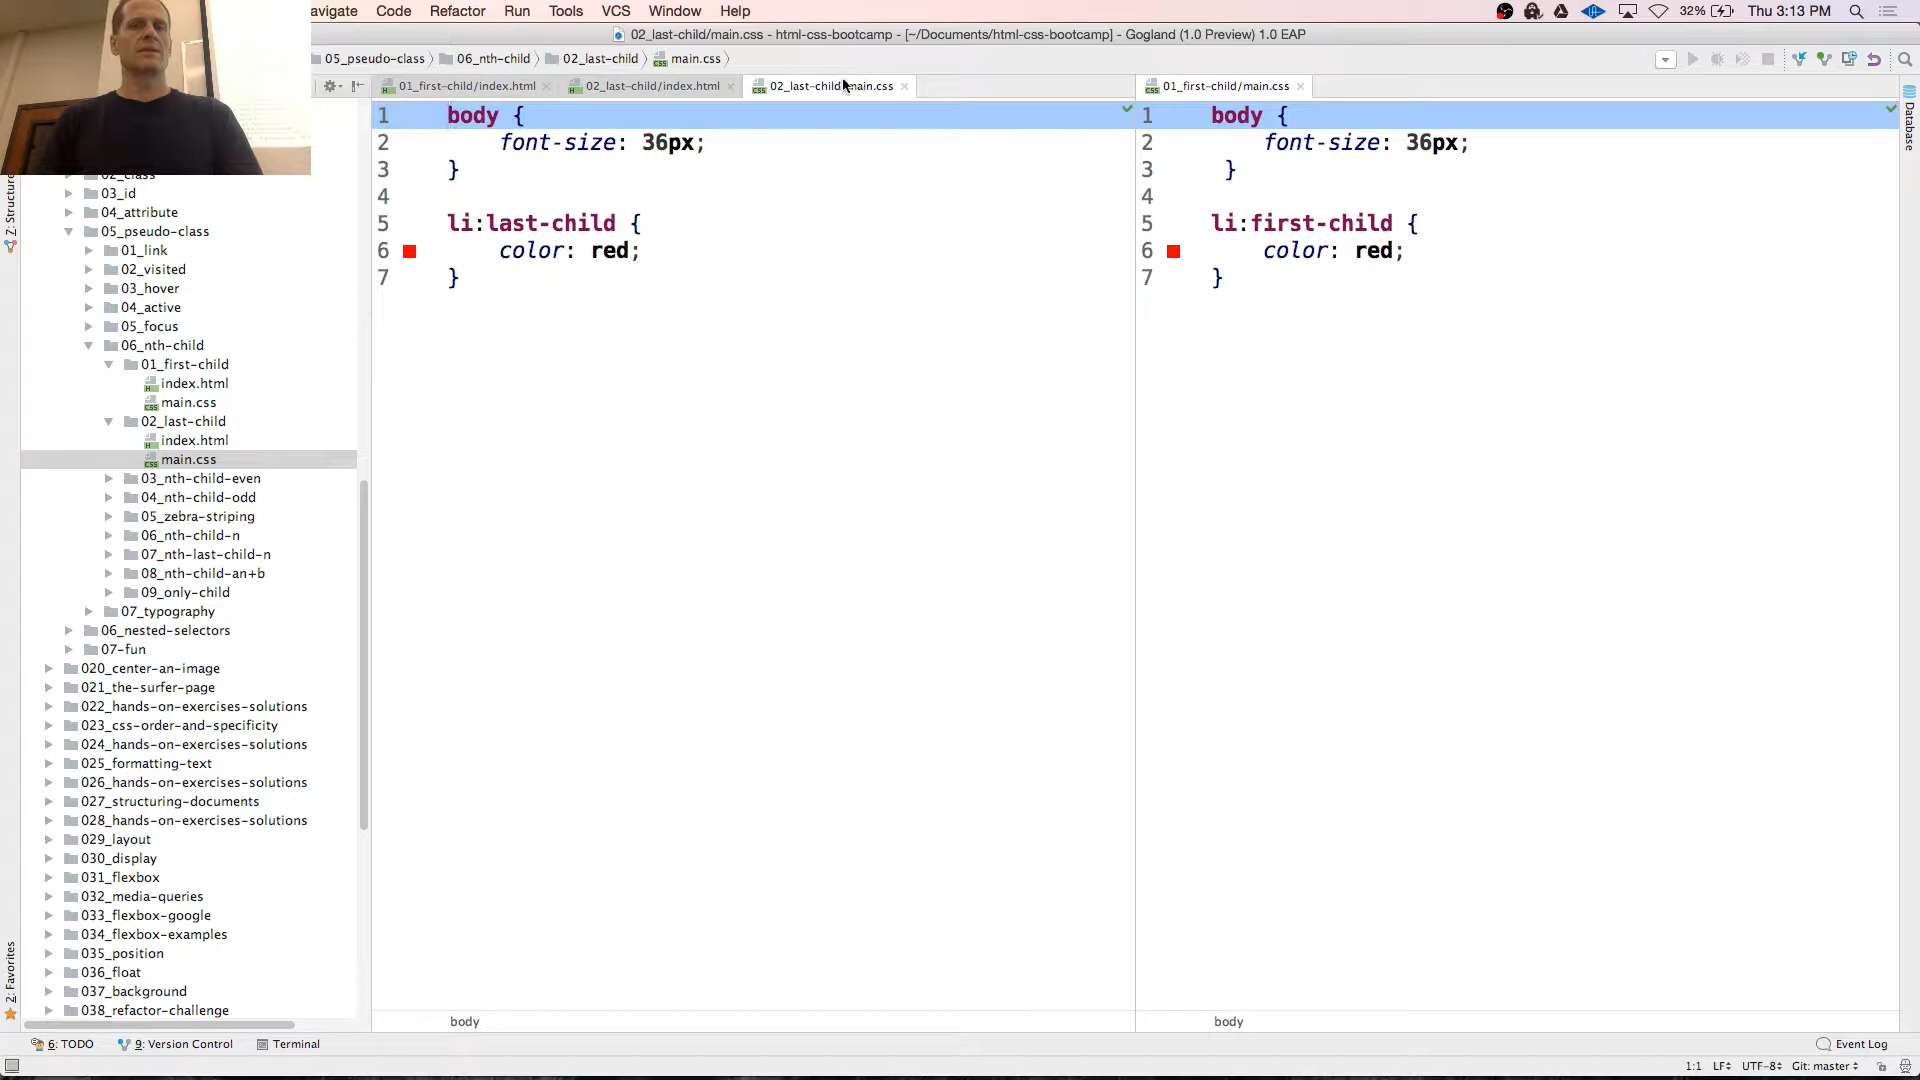 avigate Code Refactor Run Tools VCS Window Help 32% Thu 3:13 PM
02_last-child/main.css - html-css-bootcamp - [~/Documents/html-css-bootcamp] - Gogland (1.0 Preview) 1.0 EAP
05_pseudo-class 06_nth-child 02_last-child main.css
01_first-child/index.html 02_last-child/index.html 02_last-child/main.css 01_first-child/main.css
1 body {
2 font-size: 36px;
3 }
4
5 li:last-child {
6 color: red;
7 }
body
1 body {
2 font-size: 36px;
3 }
4
5 li:first-child {
6 color: red;
7 }
body
Z: Structure
2: Favorites
Database
02_class
03_id
04_attribute
05_pseudo-class
01_link
02_visited
03_hover
04_active
05_focus
06_nth-child
01_first-child
index.html
main.css
02_last-child
index.html
main.css
03_nth-child-even
04_nth-child-odd
05_zebra-striping
06_nth-child-n
07_nth-last-child-n
08_nth-child-an+b
09_only-child
07_typography
06_nested-selectors
07-fun
020_center-an-image
021_the-surfer-page
022_hands-on-exercises-solutions
023_css-order-and-specificity
024_hands-on-exercises-solutions
025_formatting-text
026_hands-on-exercises-solutions
027_structuring-documents
028_hands-on-exercises-solutions
029_layout
030_display
031_flexbox
032_media-queries
033_flexbox-google
034_flexbox-examples
035_position
036_float
037_background
038_refactor-challenge
6: TODO 9: Version Control Terminal Event Log
1:1 LF UTF-8 Git: master